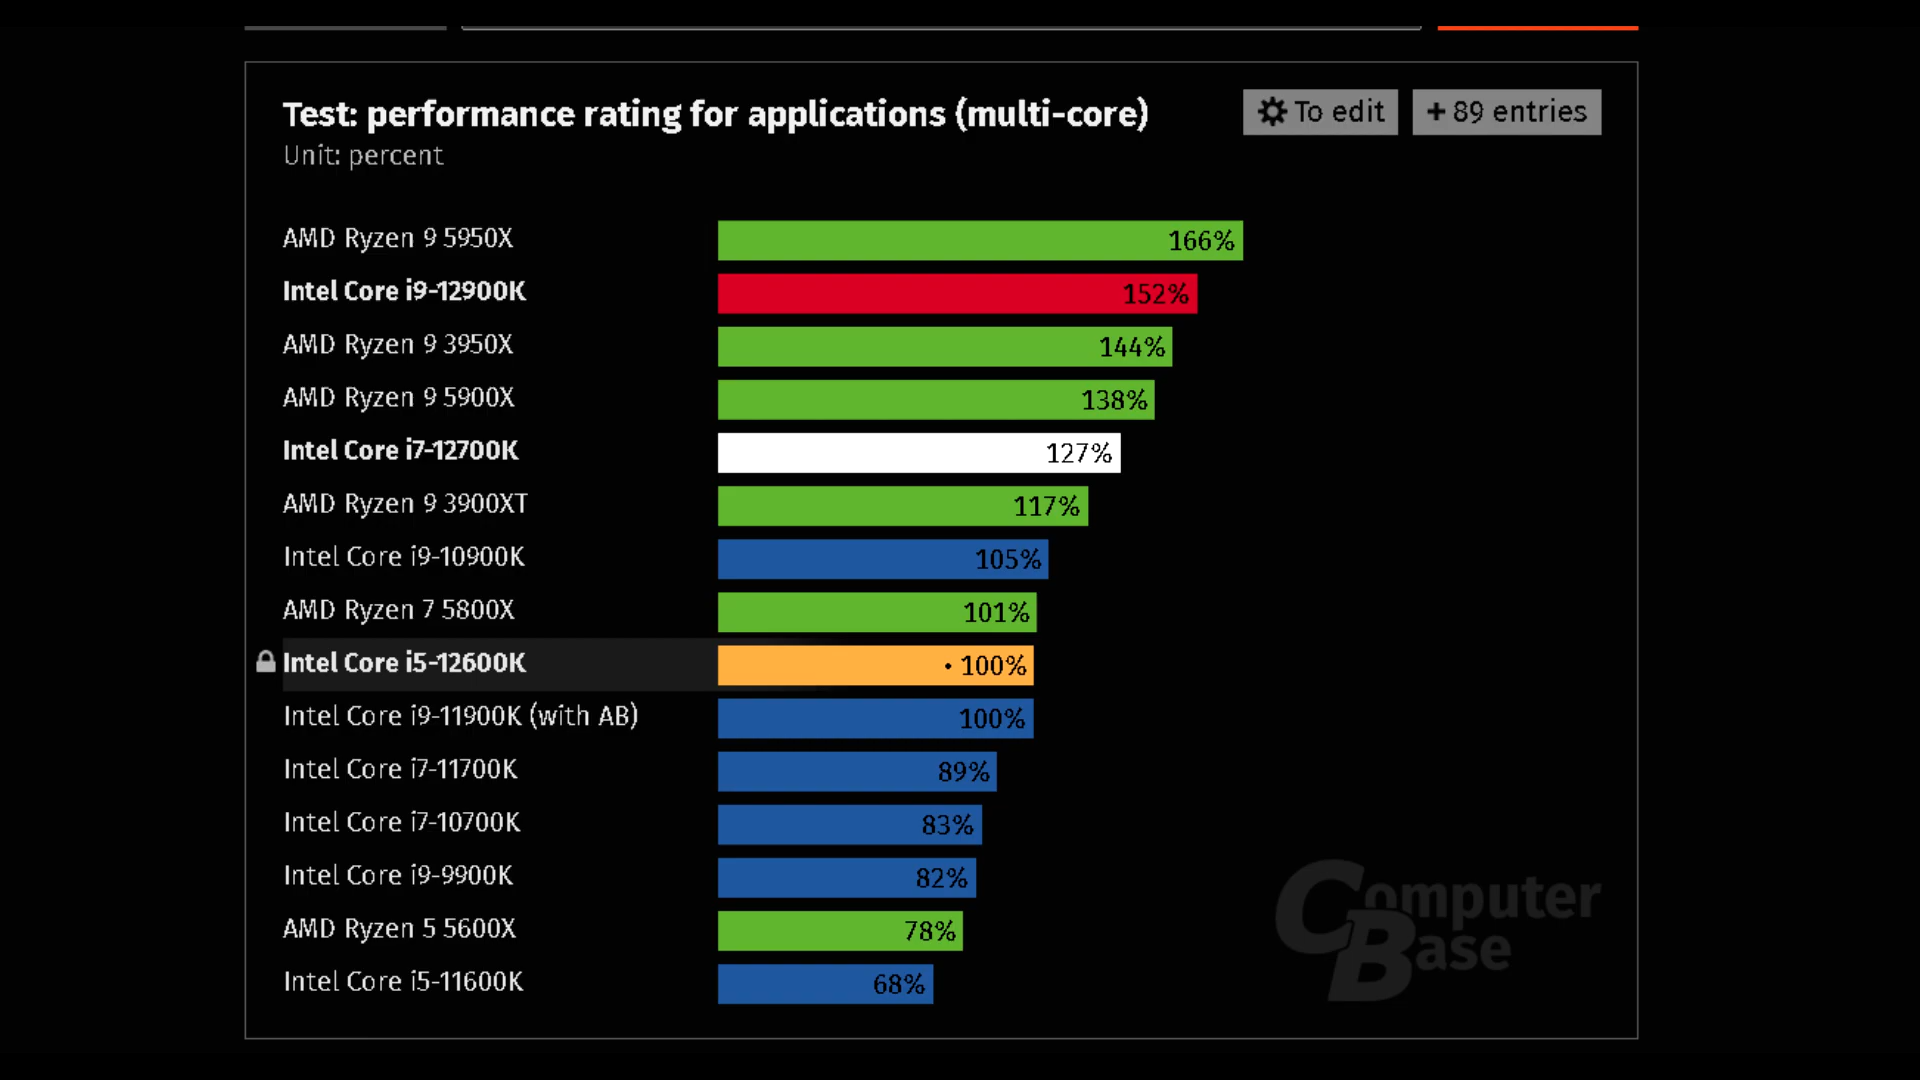 Test: performance rating for applications (multi-core)
To edit
+ 89 entries
Unit: percent
AMD Ryzen 9 5950X 166%
Intel Core i9-12900K 152%
AMD Ryzen 9 3950X 144%
AMD Ryzen 9 5900X 138%
Intel Core i7-12700K 127%
AMD Ryzen 9 3900XT 117%
Intel Core i9-10900K 105%
AMD Ryzen 7 5800X 101%
Intel Core i5-12600K • 100%
Intel Core i9-11900K (with AB) 100%
Intel Core i7-11700K 89%
Intel Core i7-10700K 83%
Intel Core i9-9900K 82%
AMD Ryzen 5 5600X 78%
Intel Core i5-11600K 68%
Computer
Base